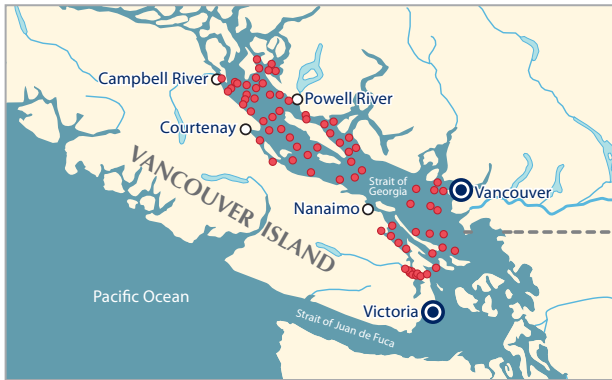 Campbell River
Powell River
Courtenay
VANCOUVER ISLAND
Strait of
Georgia
Vancouver
Nanaimo
Pacific Ocean
Victoria
Strait of Juan de Fuca